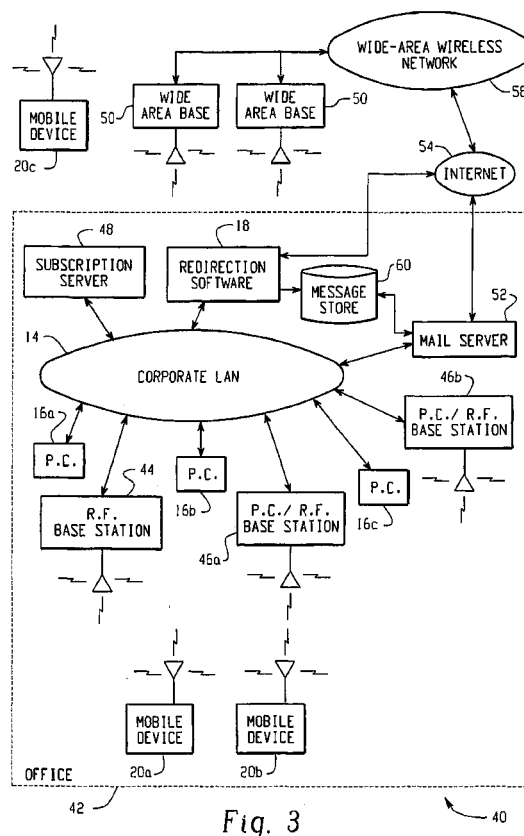 WIDE-AREA WIRELESS
NETWORK
58
WIDE
AREA BASE
50
WIDE
AREA BASE
50
MOBILE
DEVICE
20c
54
INTERNET
48
SUBSCRIPTION
SERVER
18
REDIRECTION
SOFTWARE
60
MESSAGE
STORE
52
MAIL SERVER
14
CORPORATE LAN
46b
P.C./R.F.
BASE STATION
16a
P.C.
44
R.F.
BASE STATION
P.C.
16b
P.C./R.F.
BASE STATION
46a
P.C.
16c
MOBILE
DEVICE
20a
MOBILE
DEVICE
20b
OFFICE
42
40
Fig. 3